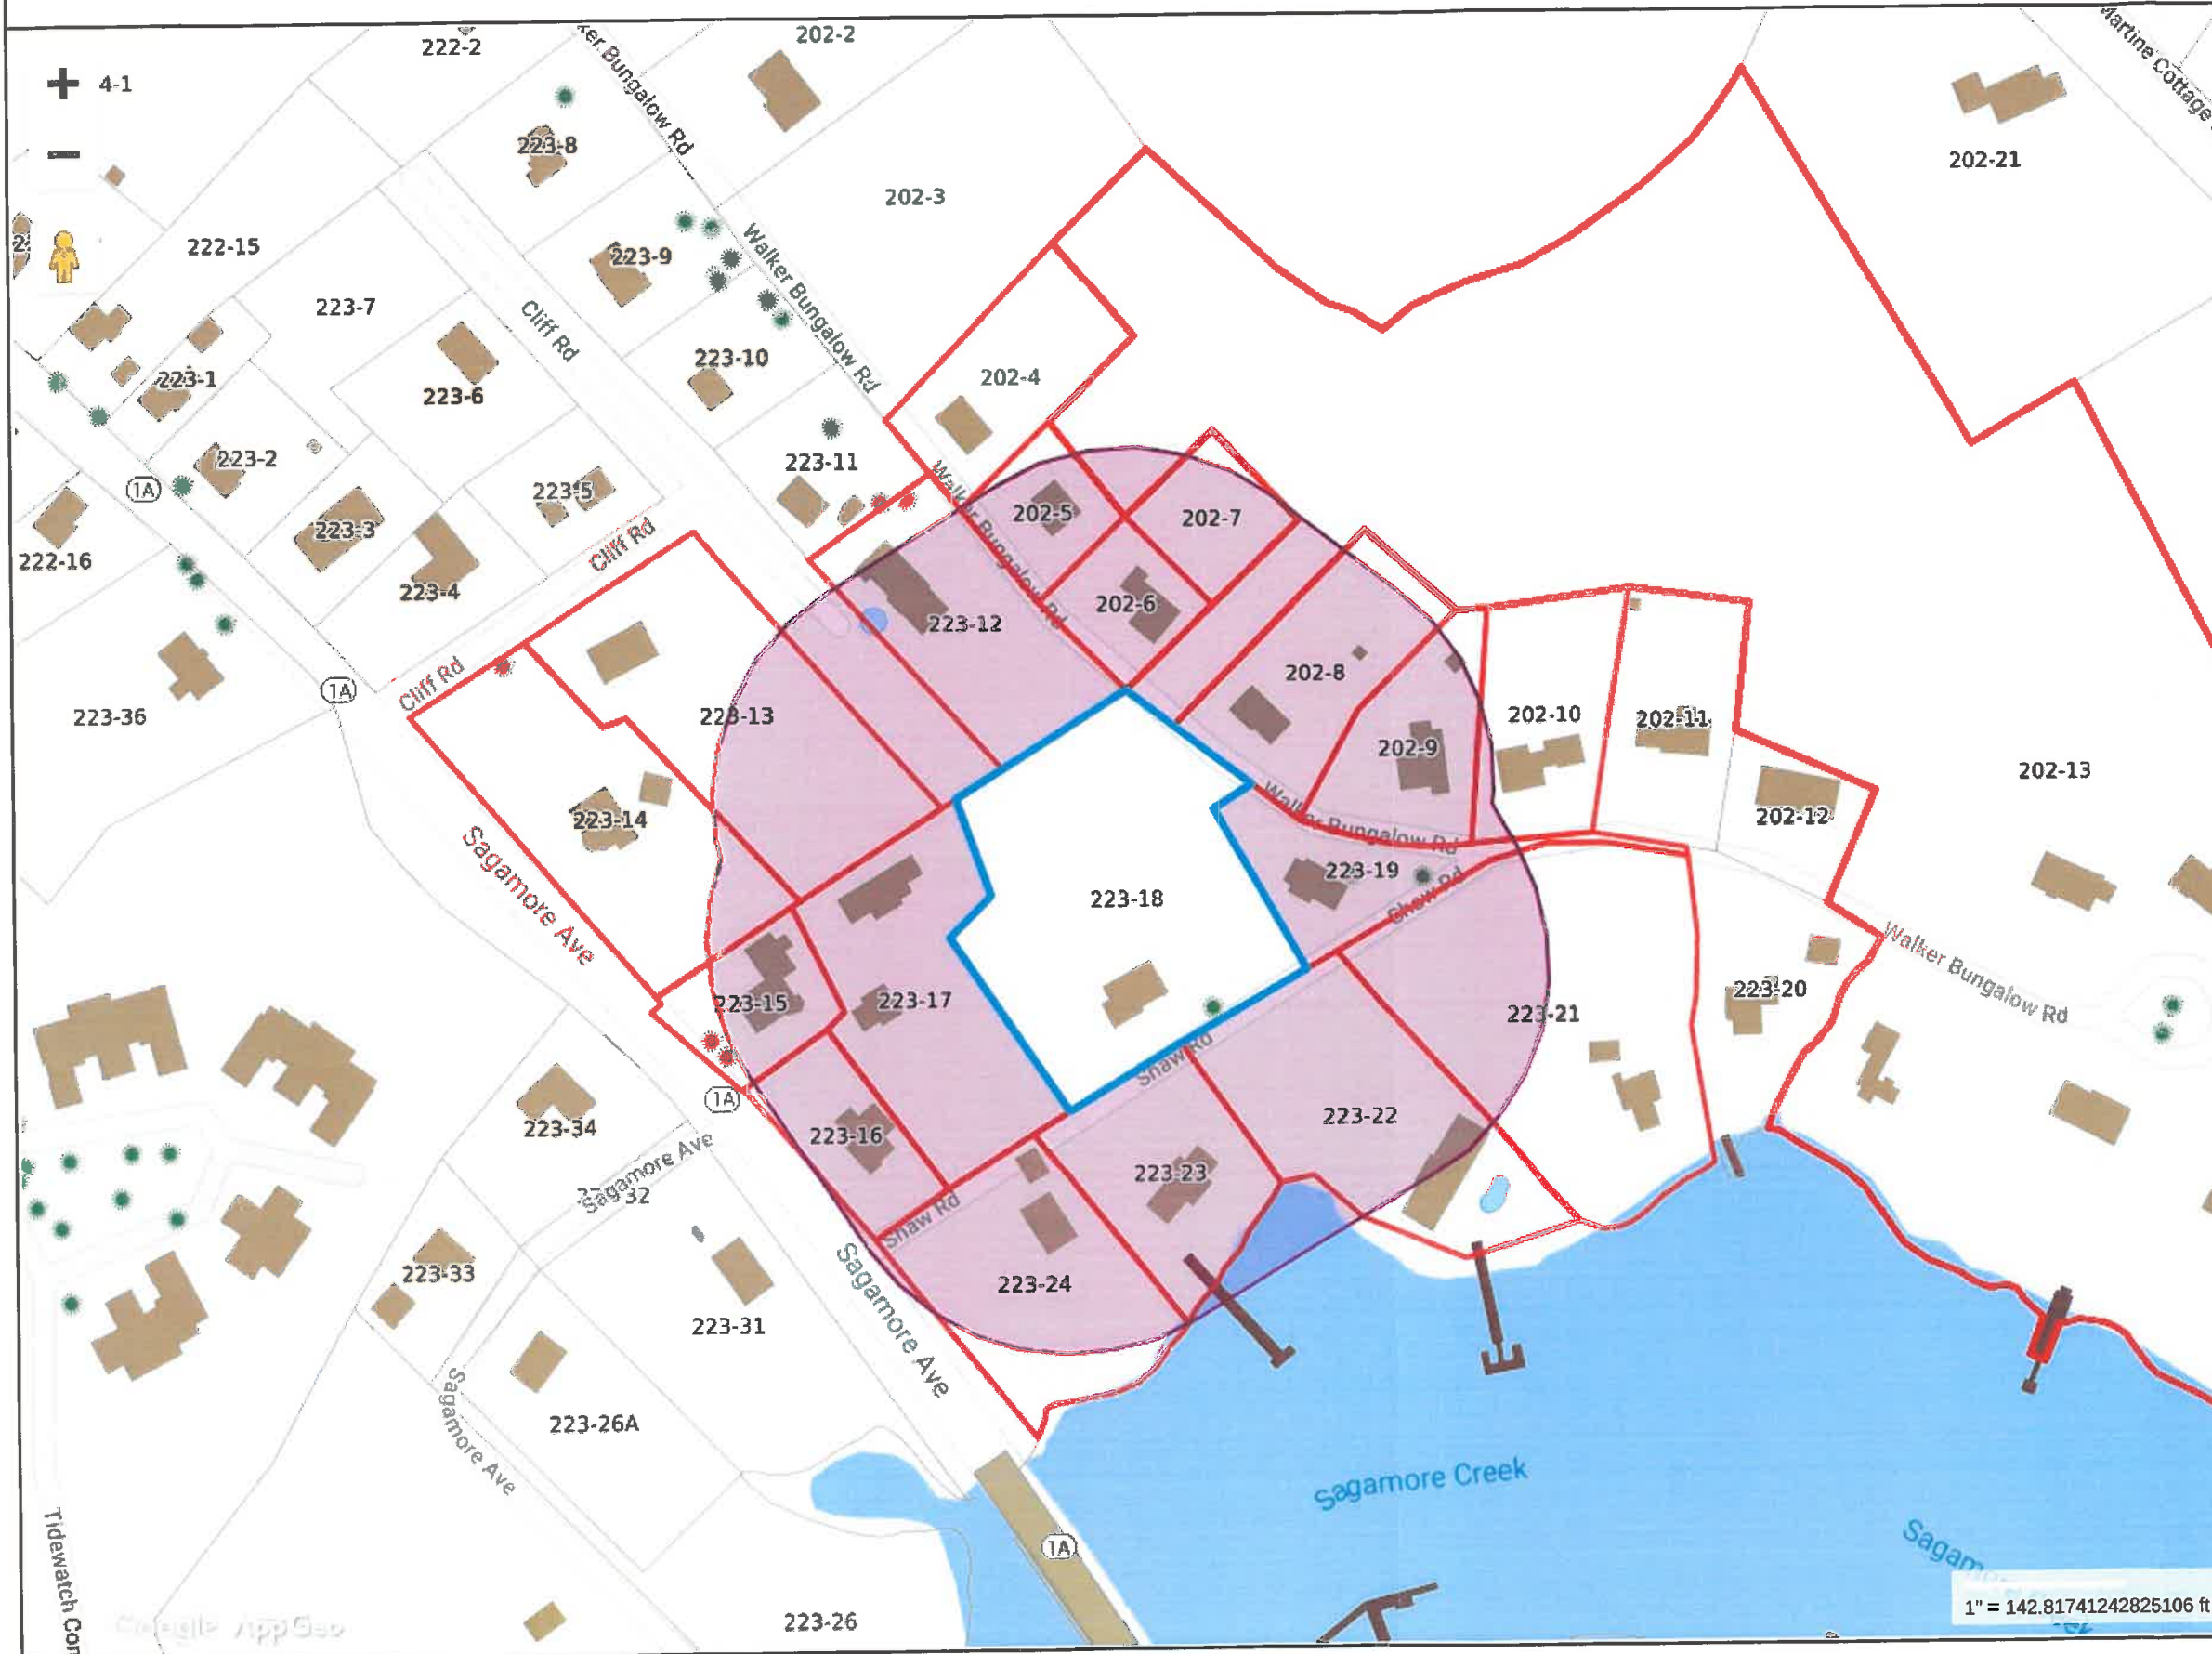 222-2
202-2
Martine Cottage
ker Bungalow Rd
+ 4-1
−
223-8
202-21
202-3
222-15
223-9
Walker Bungalow Rd
223-7
Cliff Rd
223-10
223-1
223-6
202-4
223-2
223-11
1A
223-5
Walker Bungalow Rd
202-5
202-7
223-3
Cliff Rd
222-16
223-4
202-6
223-12
Cliff Rd
202-8
1A
223-36
223-13
202-10
202-11
202-9
202-13
223-14
202-12
Walker Bungalow Rd
Sagamore Ave
223-19
223-18
Shaw Rd
Walker Bungalow Rd
223-15
223-17
223-20
223-21
Shaw Rd
1A
223-34
223-16
223-22
Sagamore Ave
32
223-23
Shaw Rd
223-33
223-24
Sagamore Ave
223-31
Sagamore Ave
223-26A
Sagamore Creek
Tidewatch Con
1A
Sagam
1" = 142.81741242825106 ft
Google AppGeo
223-26